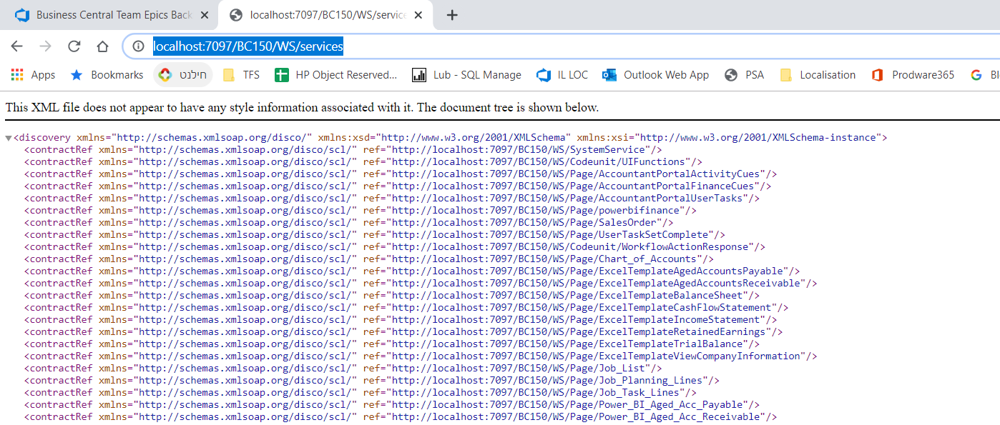 Business Central Team Epics Back
localhost:7097/BC150/WS/service
localhost:7097/BC150/WS/services
Apps Bookmarks חילנט TFS HP Object Reserved... Lub - SQL Manage IL LOC Outlook Web App PSA Localisation Prodware365 Bl
This XML file does not appear to have any style information associated with it. The document tree is shown below.
<discovery xmlns="http://schemas.xmlsoap.org/disco/" xmlns:xsd="http://www.w3.org/2001/XMLSchema" xmlns:xsi="http://www.w3.org/2001/XMLSchema-instance">
<contractRef xmlns="http://schemas.xmlsoap.org/disco/scl/" ref="http://localhost:7097/BC150/WS/SystemService"/>
<contractRef xmlns="http://schemas.xmlsoap.org/disco/scl/" ref="http://localhost:7097/BC150/WS/Codeunit/UIFunctions"/>
<contractRef xmlns="http://schemas.xmlsoap.org/disco/scl/" ref="http://localhost:7097/BC150/WS/Page/AccountantPortalActivityCues"/>
<contractRef xmlns="http://schemas.xmlsoap.org/disco/scl/" ref="http://localhost:7097/BC150/WS/Page/AccountantPortalFinanceCues"/>
<contractRef xmlns="http://schemas.xmlsoap.org/disco/scl/" ref="http://localhost:7097/BC150/WS/Page/AccountantPortalUserTasks"/>
<contractRef xmlns="http://schemas.xmlsoap.org/disco/scl/" ref="http://localhost:7097/BC150/WS/Page/powerbifinance"/>
<contractRef xmlns="http://schemas.xmlsoap.org/disco/scl/" ref="http://localhost:7097/BC150/WS/Page/SalesOrder"/>
<contractRef xmlns="http://schemas.xmlsoap.org/disco/scl/" ref="http://localhost:7097/BC150/WS/Page/UserTaskSetComplete"/>
<contractRef xmlns="http://schemas.xmlsoap.org/disco/scl/" ref="http://localhost:7097/BC150/WS/Codeunit/WorkflowActionResponse"/>
<contractRef xmlns="http://schemas.xmlsoap.org/disco/scl/" ref="http://localhost:7097/BC150/WS/Page/Chart_of_Accounts"/>
<contractRef xmlns="http://schemas.xmlsoap.org/disco/scl/" ref="http://localhost:7097/BC150/WS/Page/ExcelTemplateAgedAccountsPayable"/>
<contractRef xmlns="http://schemas.xmlsoap.org/disco/scl/" ref="http://localhost:7097/BC150/WS/Page/ExcelTemplateAgedAccountsReceivable"/>
<contractRef xmlns="http://schemas.xmlsoap.org/disco/scl/" ref="http://localhost:7097/BC150/WS/Page/ExcelTemplateBalanceSheet"/>
<contractRef xmlns="http://schemas.xmlsoap.org/disco/scl/" ref="http://localhost:7097/BC150/WS/Page/ExcelTemplateCashFlowStatement"/>
<contractRef xmlns="http://schemas.xmlsoap.org/disco/scl/" ref="http://localhost:7097/BC150/WS/Page/ExcelTemplateIncomeStatement"/>
<contractRef xmlns="http://schemas.xmlsoap.org/disco/scl/" ref="http://localhost:7097/BC150/WS/Page/ExcelTemplateRetainedEarnings"/>
<contractRef xmlns="http://schemas.xmlsoap.org/disco/scl/" ref="http://localhost:7097/BC150/WS/Page/ExcelTemplateTrialBalance"/>
<contractRef xmlns="http://schemas.xmlsoap.org/disco/scl/" ref="http://localhost:7097/BC150/WS/Page/ExcelTemplateViewCompanyInformation"/>
<contractRef xmlns="http://schemas.xmlsoap.org/disco/scl/" ref="http://localhost:7097/BC150/WS/Page/Job_List"/>
<contractRef xmlns="http://schemas.xmlsoap.org/disco/scl/" ref="http://localhost:7097/BC150/WS/Page/Job_Planning_Lines"/>
<contractRef xmlns="http://schemas.xmlsoap.org/disco/scl/" ref="http://localhost:7097/BC150/WS/Page/Job_Task_Lines"/>
<contractRef xmlns="http://schemas.xmlsoap.org/disco/scl/" ref="http://localhost:7097/BC150/WS/Page/Power_BI_Aged_Acc_Payable"/>
<contractRef xmlns="http://schemas.xmlsoap.org/disco/scl/" ref="http://localhost:7097/BC150/WS/Page/Power_BI_Aged_Acc_Receivable"/>